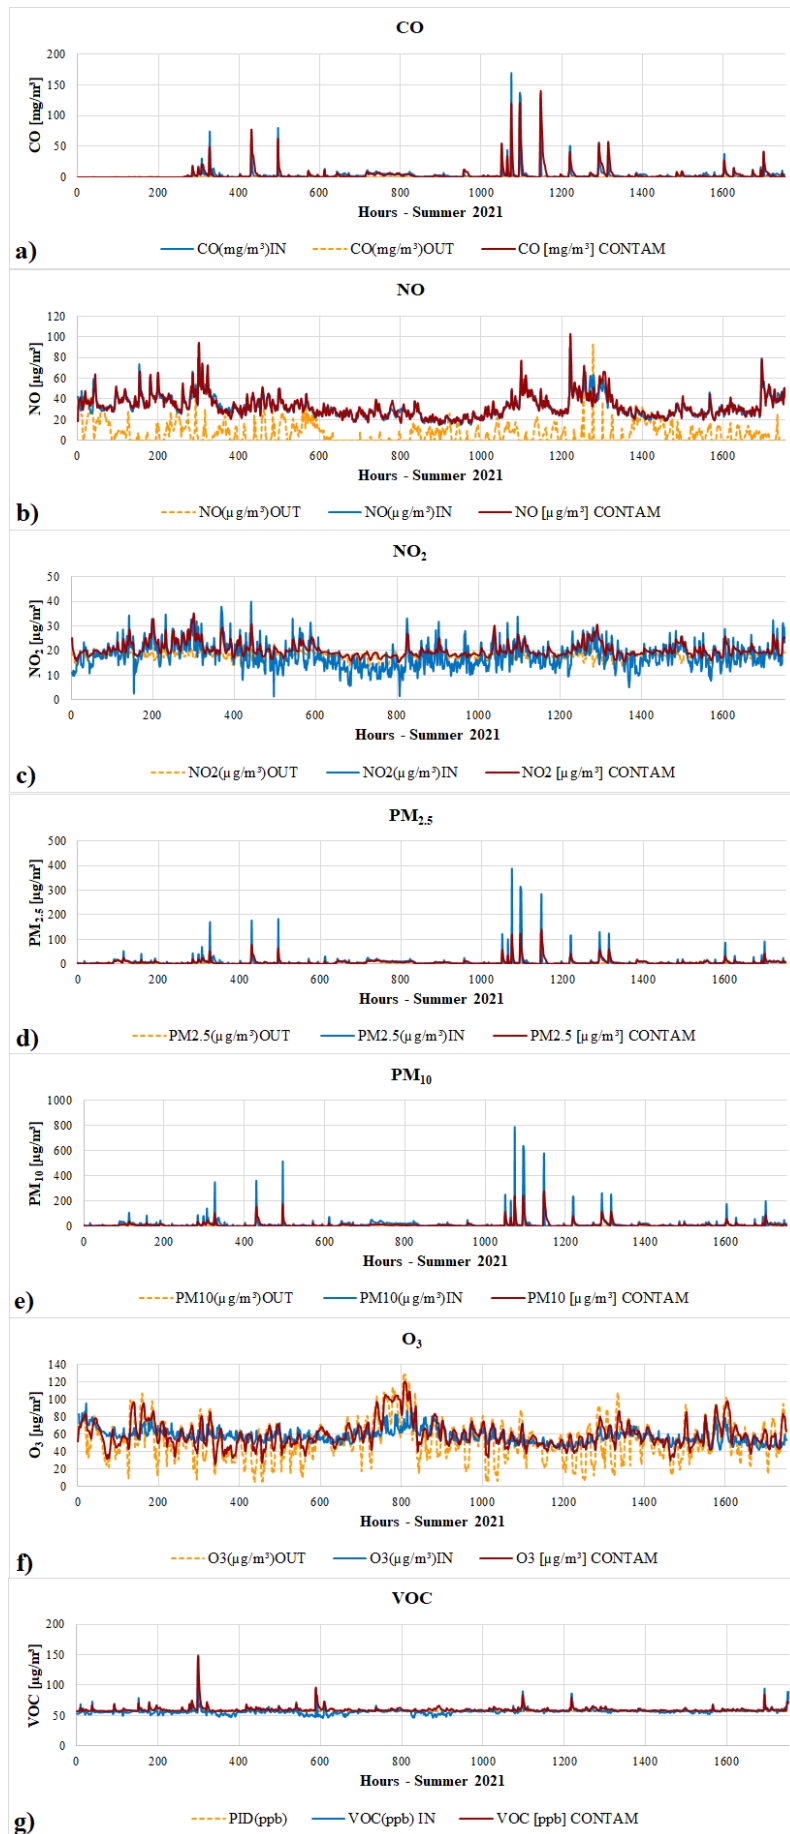 CO
200
150
100
50
0
CO [mg/m³]
0 200 400 600 800 1000 1200 1400 1600
Hours - Summer 2021
a)
CO(mg/m³)IN CO(mg/m³)OUT CO [mg/m³] CONTAM
NO
120
100
80
60
40
20
0
NO [µg/m³]
0 200 400 600 800 1000 1200 1400 1600
Hours - Summer 2021
b)
NO(µg/m³)OUT NO(µg/m³)IN NO [µg/m³] CONTAM
NO₂
50
40
30
20
10
0
NO₂ [µg/m³]
0 200 400 600 800 1000 1200 1400 1600
Hours - Summer 2021
c)
NO2(µg/m³)OUT NO2(µg/m³)IN NO2 [µg/m³] CONTAM
PM₂.₅
500
400
300
200
100
0
PM₂.₅ [µg/m³]
0 200 400 600 800 1000 1200 1400 1600
Hours - Summer 2021
d)
PM2.5(µg/m³)OUT PM2.5(µg/m³)IN PM2.5 [µg/m³] CONTAM
PM₁₀
1000
800
600
400
200
0
PM₁₀ [µg/m³]
0 200 400 600 800 1000 1200 1400 1600
Hours - Summer 2021
e)
PM10(µg/m³)OUT PM10(µg/m³)IN PM10 [µg/m³] CONTAM
O₃
140
120
100
80
60
40
20
0
O₃ [µg/m³]
0 200 400 600 800 1000 1200 1400 1600
Hours - Summer 2021
f)
O3(µg/m³)OUT O3(µg/m³)IN O3 [µg/m³] CONTAM
VOC
200
150
100
50
0
VOC [µg/m³]
0 200 400 600 800 1000 1200 1400 1600
Hours - Summer 2021
g)
PID(ppb) VOC(ppb) IN VOC [ppb] CONTAM